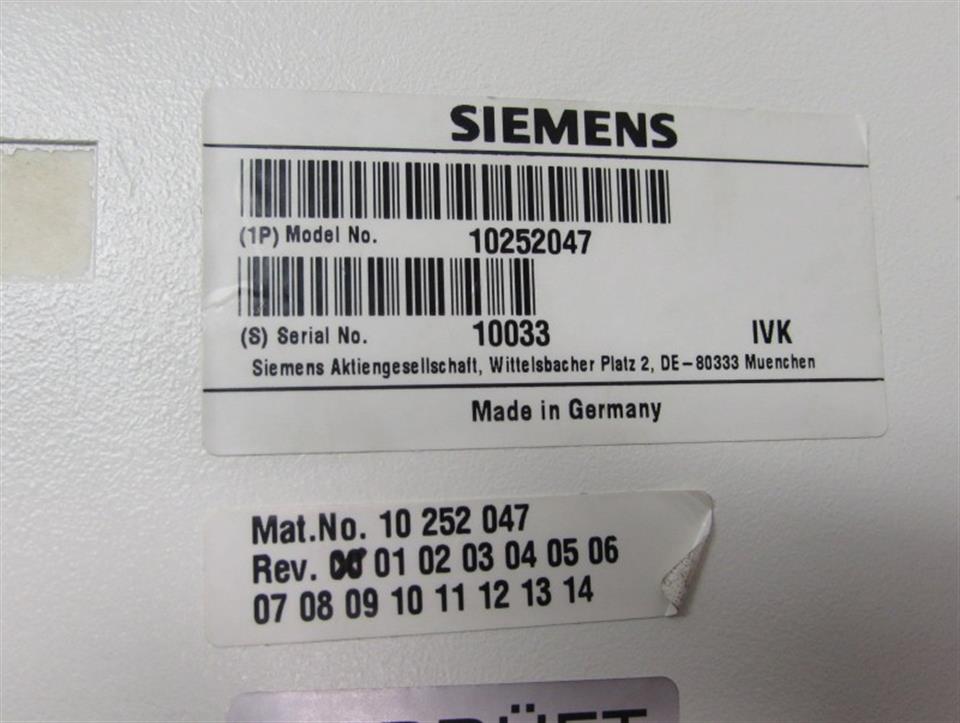 SIEMENS
(1P) Model No. 10252047
(S) Serial No. 10033 IVK
Siemens Aktiengesellschaft, Wittelsbacher Platz 2, DE-80333 Muenchen
Made in Germany
Mat.No. 10 252 047
Rev. 00 01 02 03 04 05 06
07 08 09 10 11 12 13 14